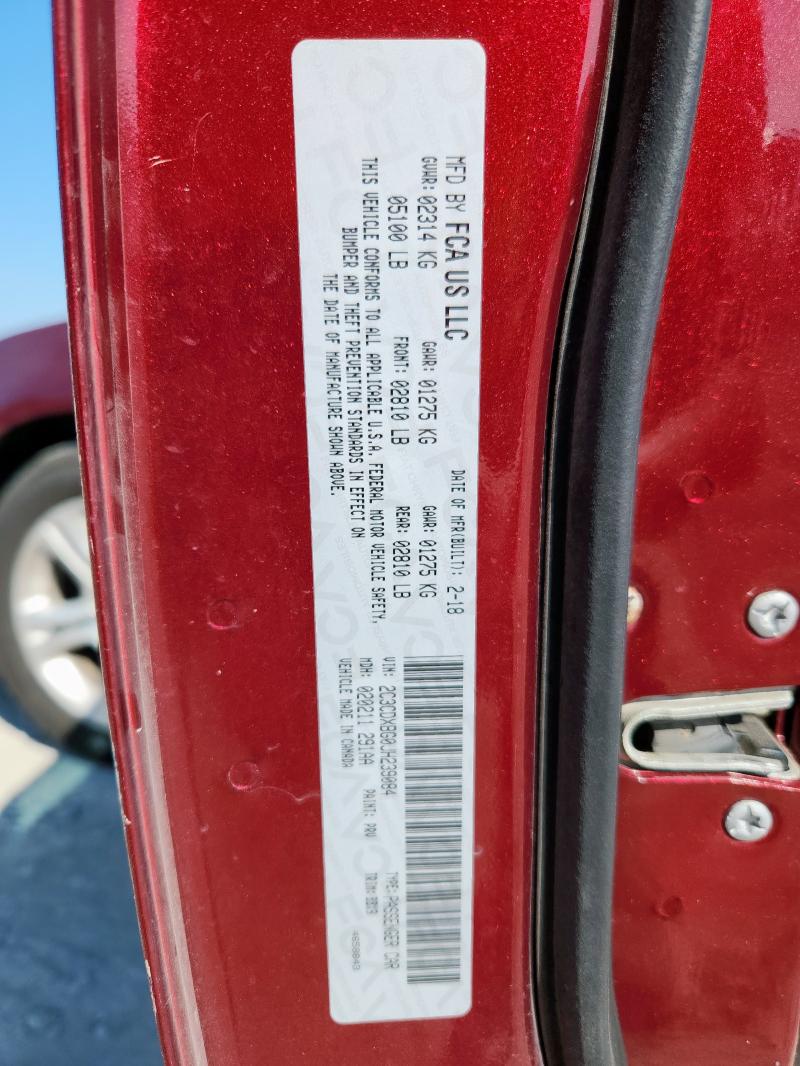 MFD BY FCA US LLC
DATE OF MFR(BUILT): 2-18
GVWR: 02314 KG
GAWR: 01275 KG
GAWR: 01275 KG
05100 LB
FRONT: 02810 LB
REAR: 02810 LB
THIS VEHICLE CONFORMS TO ALL APPLICABLE U.S.A. FEDERAL MOTOR VEHICLE SAFETY,
BUMPER AND THEFT PREVENTION STANDARDS IN EFFECT ON
THE DATE OF MANUFACTURE SHOWN ABOVE.
VIN: 2C3CDXBG0JH239084
TYPE: PASSENGER CAR
MDH: 020211 291AA
PAINT: PRV
TRIM:
VEHICLE MADE IN CANADA